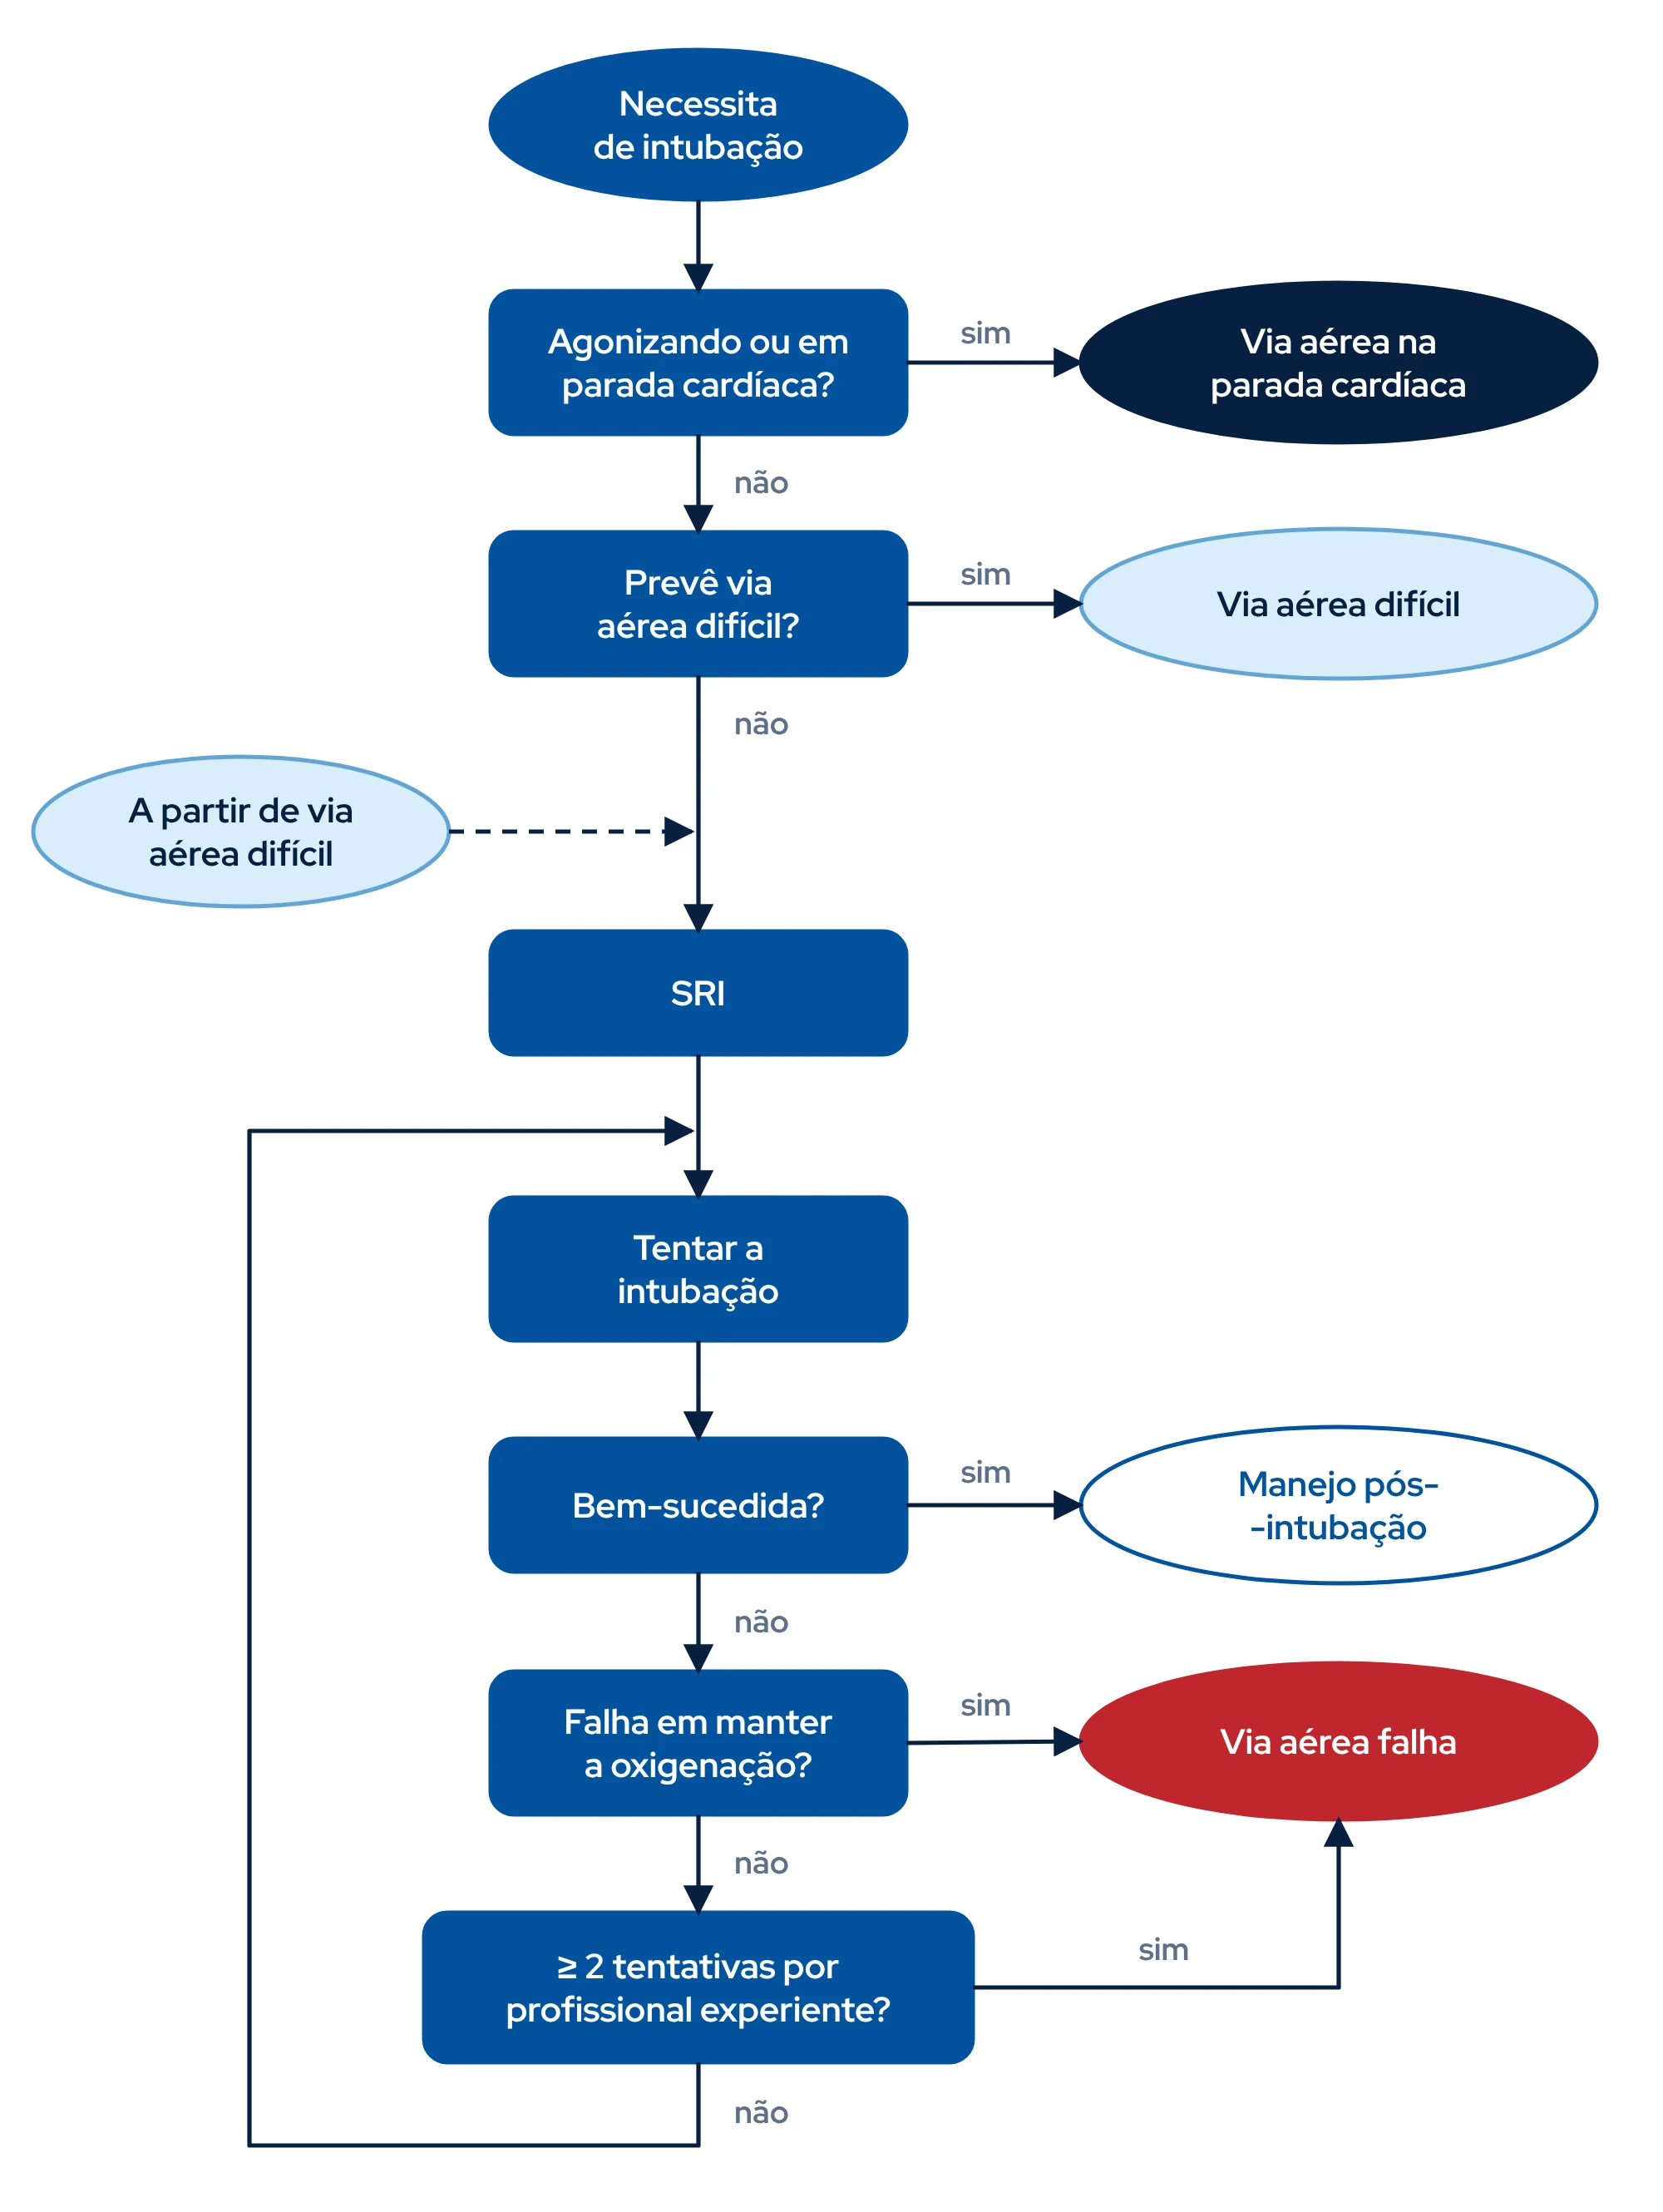 Necessita
de intubação
Agonizando ou em
parada cardíaca?
sim
Via aérea na
parada cardíaca
não
Prevê via
aérea difícil?
sim
Via aérea difícil
não
A partir de via
aérea difícil
SRI
Tentar a
intubação
Bem-sucedida?
sim
Manejo pós-
-intubação
não
Falha em manter
a oxigenação?
sim
Via aérea falha
não
≥ 2 tentativas por
profissional experiente?
sim
não